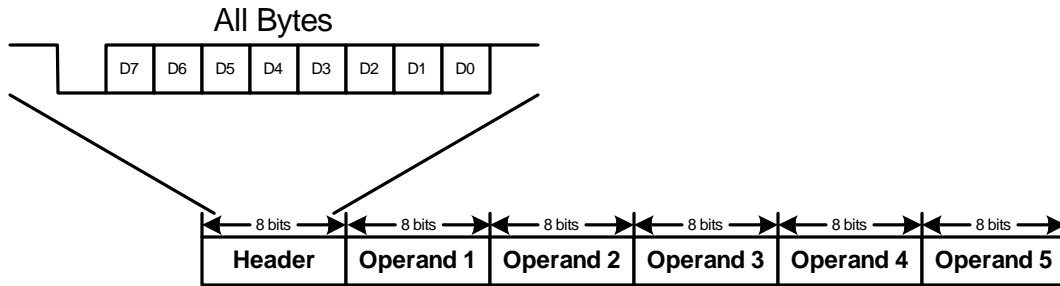 All Bytes
D7 D6 D5 D4 D3 D2 D1 D0
8 bits 8 bits 8 bits 8 bits 8 bits 8 bits
Header Operand 1 Operand 2 Operand 3 Operand 4 Operand 5